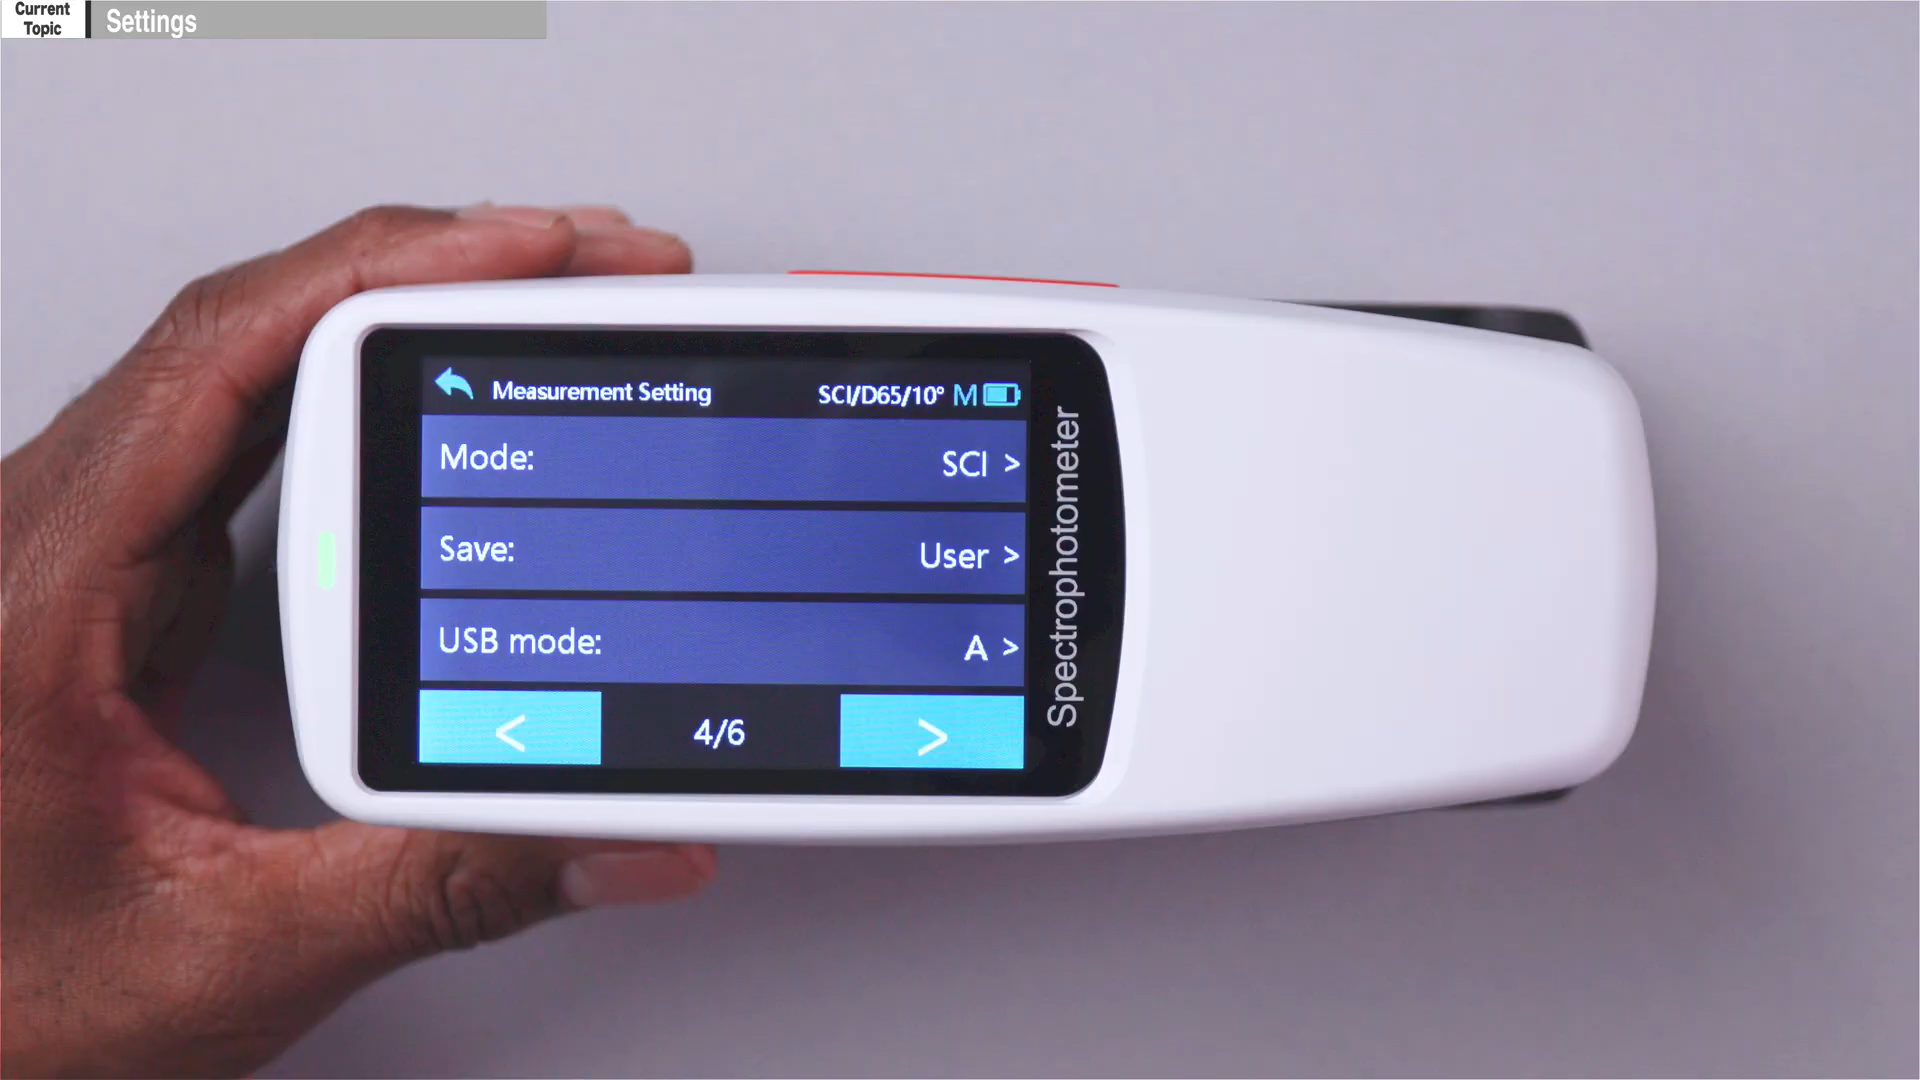 Current
Topic
Settings
Measurement Setting SCI/D65/10° M
Mode: SCI >
Save: User >
USB mode: A >
< 4/6 >
Spectrophotometer